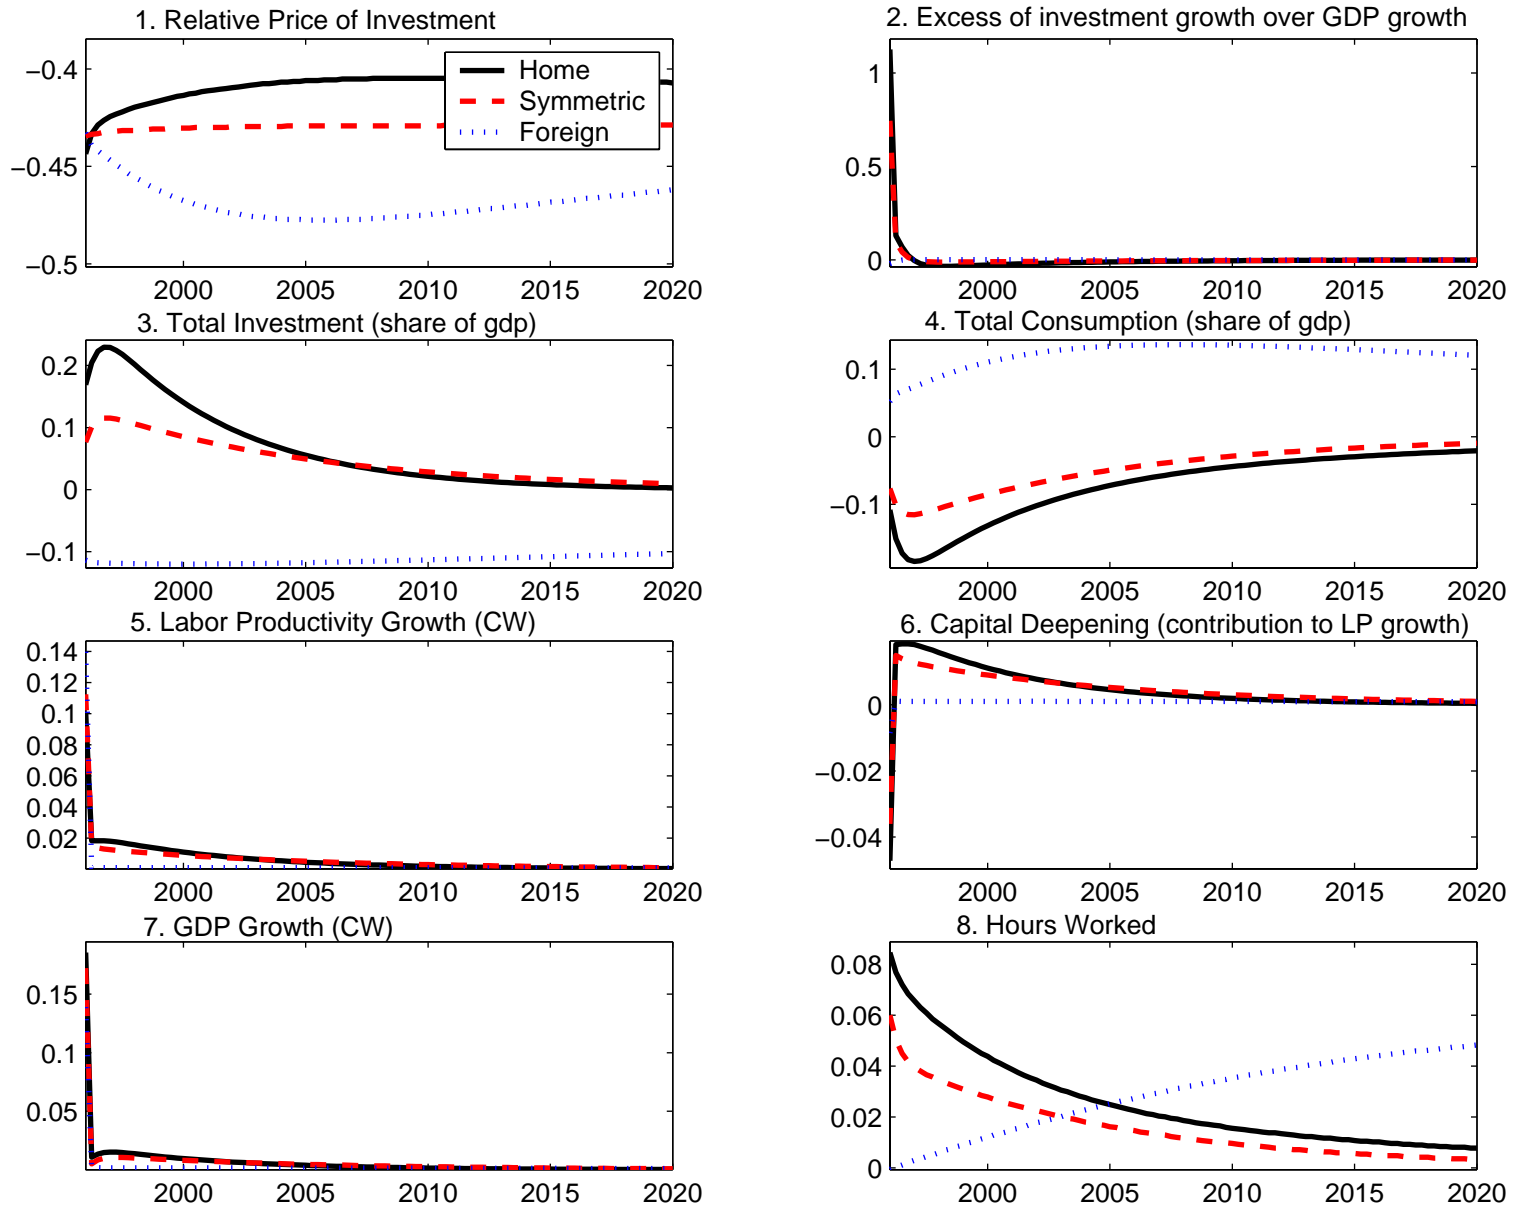 1. Relative Price of Investment
−0.4
−0.45
−0.5
Home
Symmetric
Foreign
2000 2005 2010 2015 2020
2. Excess of investment growth over GDP growth
1
0.5
0
2000 2005 2010 2015 2020
3. Total Investment (share of gdp)
0.2
0.1
0
−0.1
2000 2005 2010 2015 2020
4. Total Consumption (share of gdp)
0.1
0
−0.1
2000 2005 2010 2015 2020
5. Labor Productivity Growth (CW)
0.14
0.12
0.1
0.08
0.06
0.04
0.02
2000 2005 2010 2015 2020
6. Capital Deepening (contribution to LP growth)
0
−0.02
−0.04
2000 2005 2010 2015 2020
7. GDP Growth (CW)
0.15
0.1
0.05
2000 2005 2010 2015 2020
8. Hours Worked
0.08
0.06
0.04
0.02
0
2000 2005 2010 2015 2020